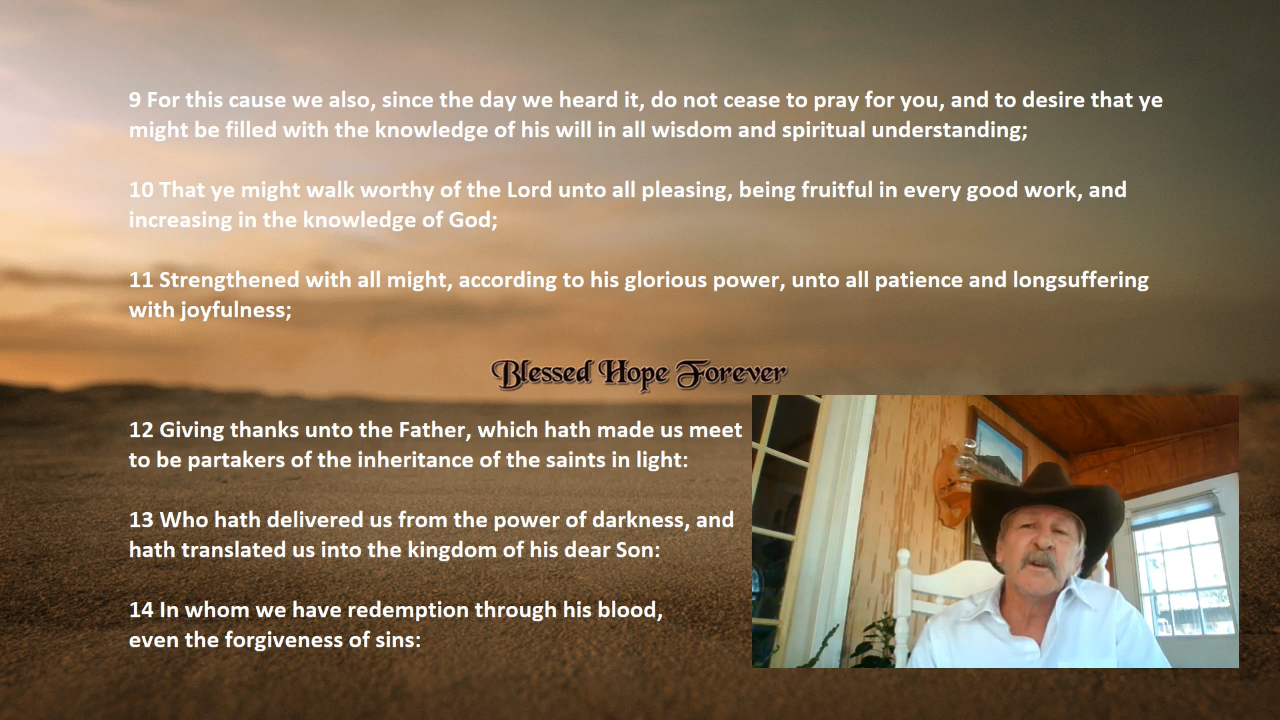 9 For this cause we also, since the day we heard it, do not cease to pray for you, and to desire that ye
might be filled with the knowledge of his will in all wisdom and spiritual understanding;
10 That ye might walk worthy of the Lord unto all pleasing, being fruitful in every good work, and
increasing in the knowledge of God;
11 Strengthened with all might, according to his glorious power, unto all patience and longsuffering
with joyfulness;
Blessed Hope Forever
12 Giving thanks unto the Father, which hath made us meet
to be partakers of the inheritance of the saints in light:
13 Who hath delivered us from the power of darkness, and
hath translated us into the kingdom of his dear Son:
14 In whom we have redemption through his blood,
even the forgiveness of sins: